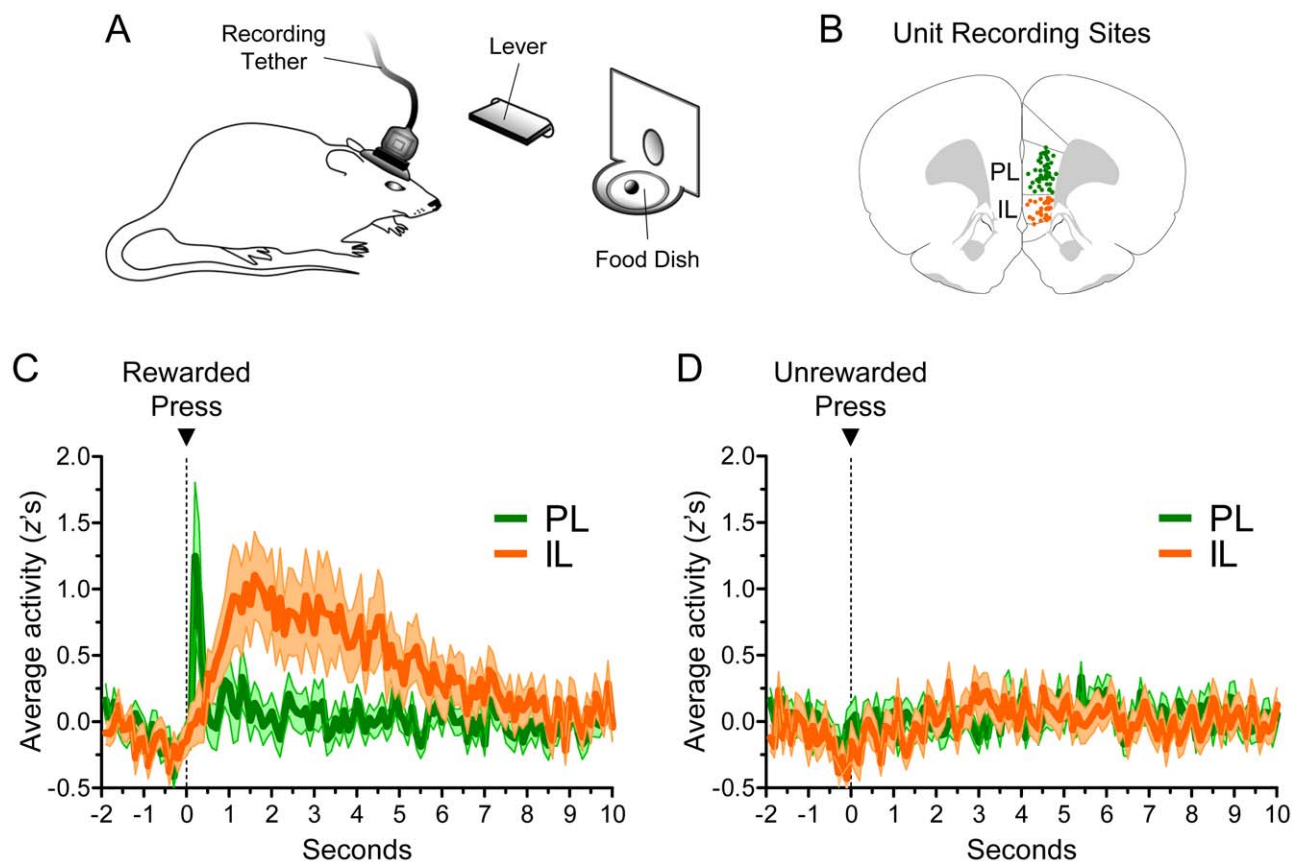 A
Recording
Tether
Lever
Food Dish
B
Unit Recording Sites
PL
IL
C
Rewarded
Press
Average activity (z's)
2.0
1.5
1.0
0.5
0.0
-0.5
PL
IL
-2 -1 0 1 2 3 4 5 6 7 8 9 10
Seconds
D
Unrewarded
Press
Average activity (z's)
2.0
1.5
1.0
0.5
0.0
-0.5
PL
IL
-2 -1 0 1 2 3 4 5 6 7 8 9 10
Seconds